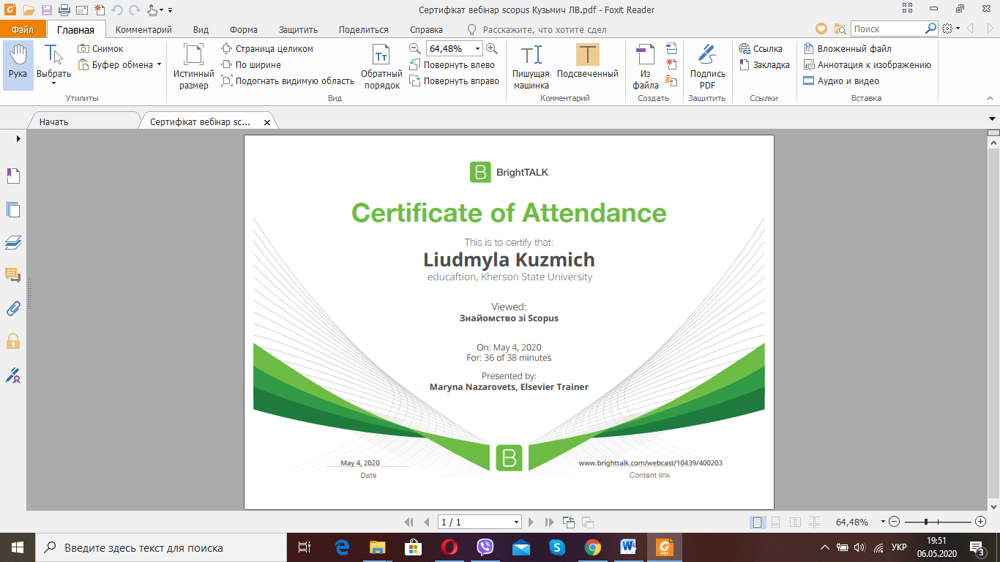 Сертифікат вебінар scopus Кузьмич ЛВ.pdf - Foxit Reader
Файл Главная Комментарий Вид Форма Защитить Поделиться Справка Расскажите, что хотите сдел Поиск
Рука
Выбрать
Снимок
Буфер обмена
Утилиты
Истинный размер
Страница целиком
По ширине
Подогнать видимую область
Обратный порядок
64,48%
Повернуть влево
Повернуть вправо
Вид
Пишущая машинка
Подсвеченный
Комментарий
Из файла
Создать
Подпись PDF
Защитить
Ссылка
Закладка
Ссылки
Вложенный файл
Аннотация к изображению
Аудио и видео
Вставка
Начать
Сертифікат вебінар sc...
B BrightTALK
Certificate of Attendance
This is to certify that:
Liudmyla Kuzmich
educaftion, Kherson State University
Viewed:
Знайомство зі Scopus
On: May 4, 2020
For: 36 of 38 minutes
Presented by:
Maryna Nazarovets, Elsevier Trainer
B
May 4, 2020
Date
www.brighttalk.com/webcast/10439/400203
Content link
1 / 1
64,48%
Введите здесь текст для поиска
УКР
19:51
06.05.2020
3